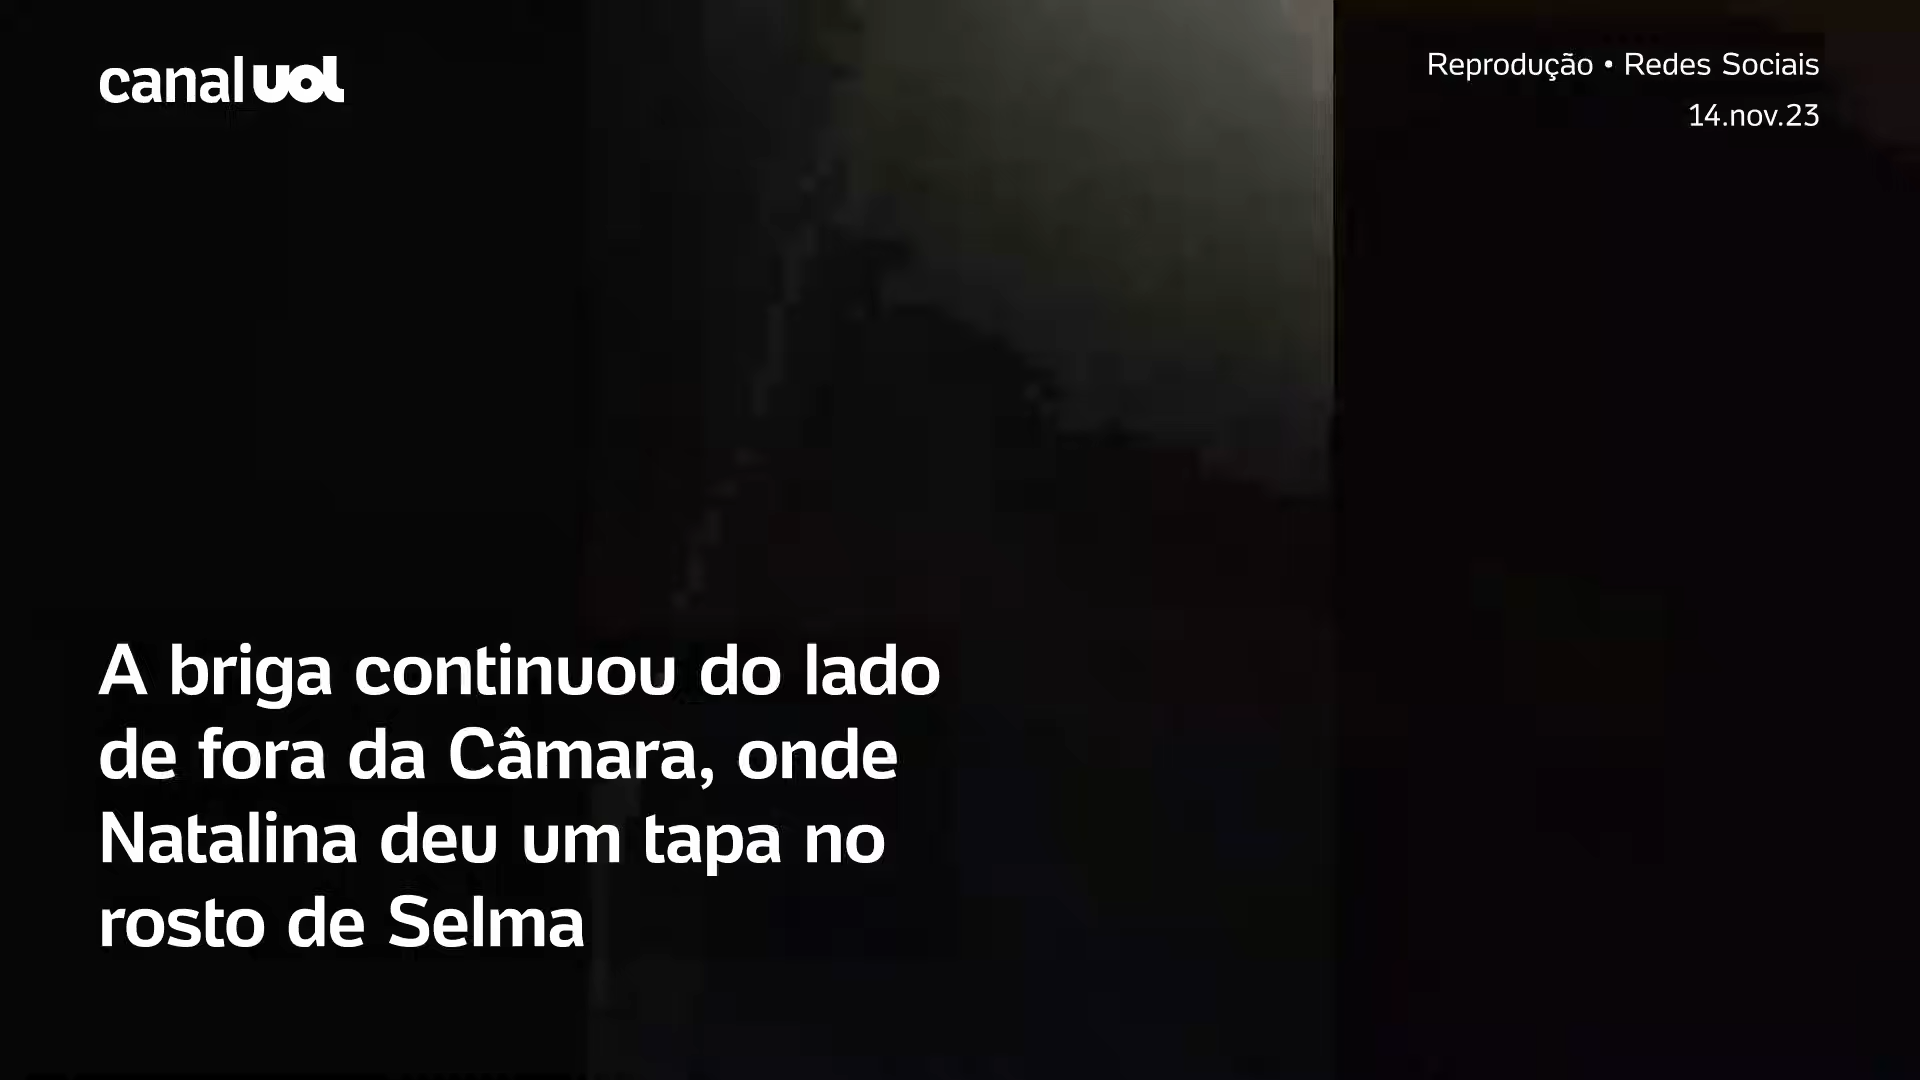 canal uol
Reprodução • Redes Sociais
14.nov.23
A briga continuou do lado
de fora da Câmara, onde
Natalina deu um tapa no
rosto de Selma